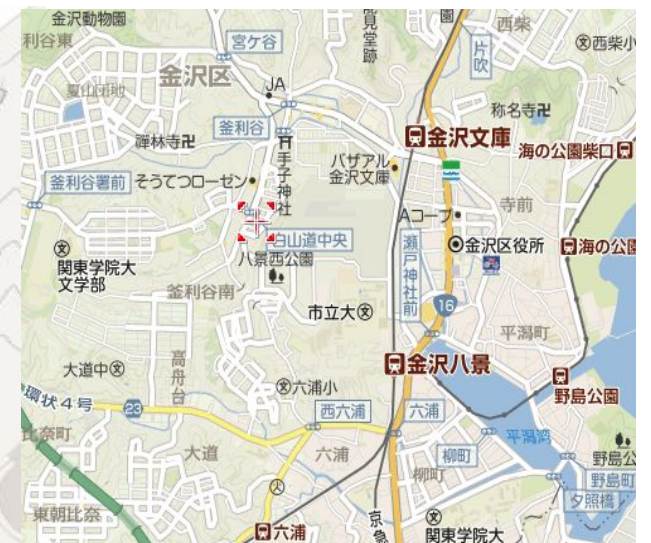 金沢動物園
利谷東
宮ケ谷
見堂跡
園
西柴
西柴小
片吹
金沢区
夏山団地
JA
称名寺
釜利谷
禅林寺
金沢文庫
海の公園柴口
手子神社
バザアル
金沢文庫
釜利谷署前
そうてつローゼン
Aコープ
寺前
白山道中央
瀬戸神社前
金沢区役所
海の公園
関東学院大
文学部
八景西公園
釜利谷南
市立大
16
平潟町
高舟台
大道中
金沢八景
六浦小
野島公園
環状4号
23
西六浦
六浦
平潟湾
比奈町
大道
六浦
柳町
柳町
野島公
野島町
夕照橋
東朝比奈
六浦
京急
関東学院大